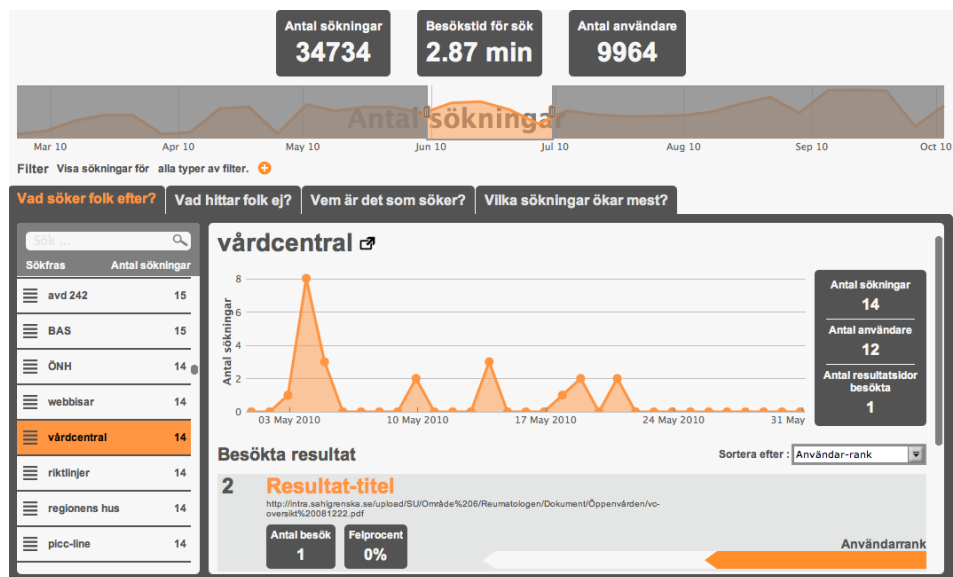 Antal sökningar
34734
Besökstid för sök
2.87 min
Antal användare
9964
Antal sökningar
Mar 10 Apr 10 May 10 Jun 10 Jul 10 Aug 10 Sep 10 Oct 10
Filter Visa sökningar för alla typer av filter.
Vad söker folk efter? Vad hittar folk ej? Vem är det som söker? Vilka sökningar ökar mest?
Sök ...
Sökfras Antal sökningar
avd 242 15
BAS 15
ÖNH 14
webbisar 14
vårdcentral 14
riktlinjer 14
regionens hus 14
picc-line 14
vårdcentral
Antal sökningar
8
6
4
2
0
03 May 2010 10 May 2010 17 May 2010 24 May 2010 31 May
Antal sökningar
14
Antal användare
12
Antal resultatsidor
besökta
1
Besökta resultat
Sortera efter : Användar-rank
2 Resultat-titel
http://intra.sahlgrenska.se/upload/SU/Område%206/Reumatologen/Dokument/Öppenvården/vc-
oversikt%20081222.pdf
Antal besök
1
Felprocent
0%
Användarrank